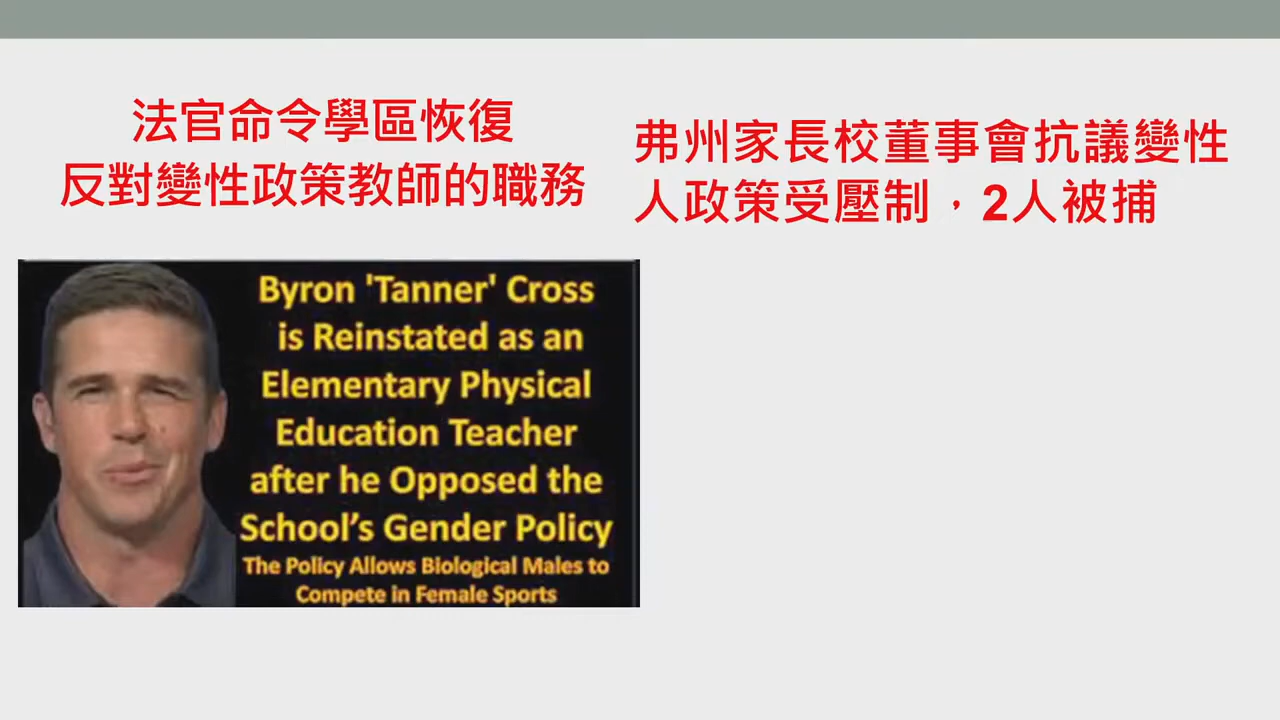 法官命令學區恢復
反對變性政策教師的職務
弗州家長校董事會抗議變性
人政策受壓制，2人被捕
Byron 'Tanner' Cross
is Reinstated as an
Elementary Physical
Education Teacher
after he Opposed the
School's Gender Policy
The Policy Allows Biological Males to
Compete in Female Sports